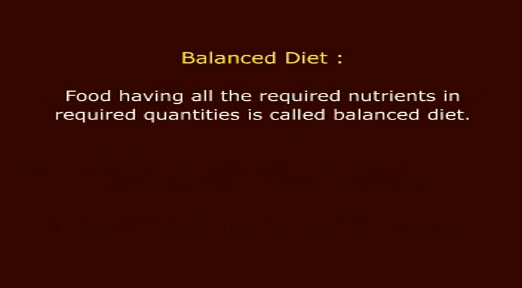 Balanced Diet :
Food having all the required nutrients in
required quantities is called balanced diet.